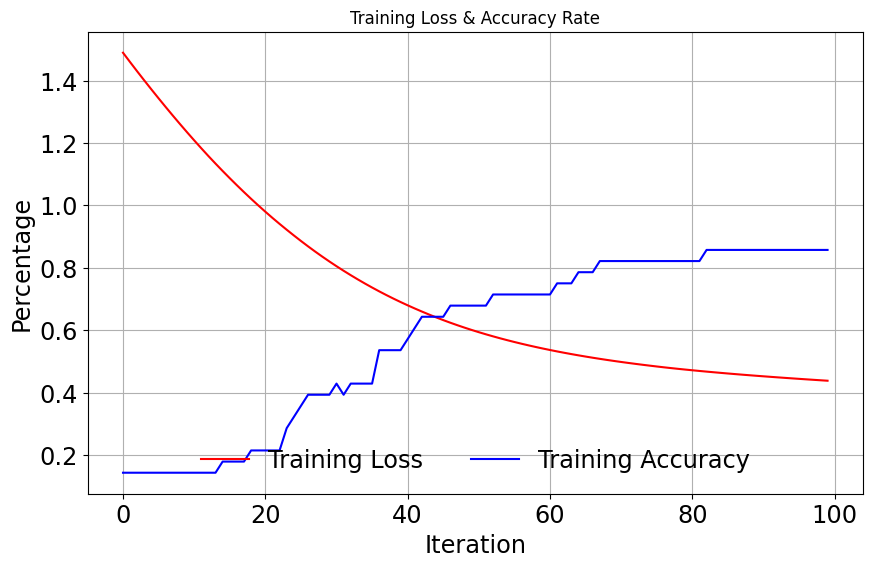 Training Loss & Accuracy Rate
1.4
1.2
1.0
0.8
0.6
0.4
0.2
Percentage
Training Loss
Training Accuracy
0 20 40 60 80 100
Iteration